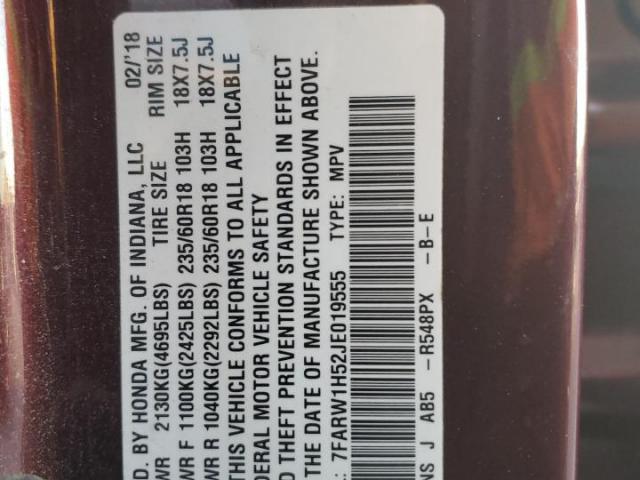 D. BY HONDA MFG. OF INDIANA, LLC 02/'18
WR 2130KG(4695LBS) TIRE SIZE RIM SIZE
WR F 1100KG(2425LBS) 235/60R18 103H 18X7.5J
WR R 1040KG(2292LBS) 235/60R18 103H 18X7.5J
THIS VEHICLE CONFORMS TO ALL APPLICABLE
DERAL MOTOR VEHICLE SAFETY
D THEFT PREVENTION STANDARDS IN EFFECT
THE DATE OF MANUFACTURE SHOWN ABOVE.
: 7FARW1H52JE019555 TYPE: MPV
NS J AB5 -R548PX -B-E